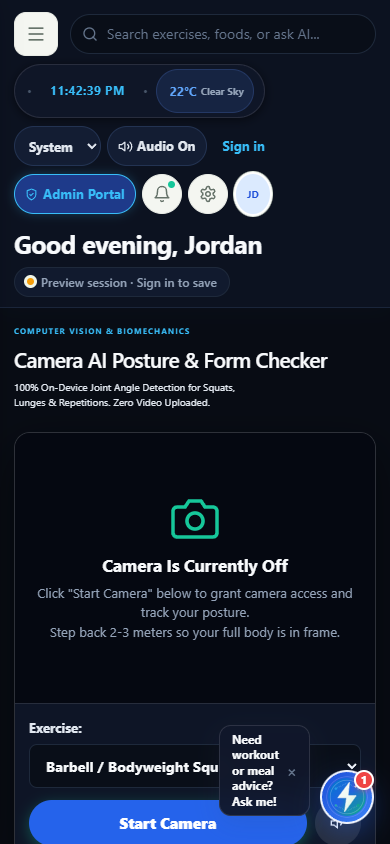 Search exercises, foods, or ask AI...
11:42:39 PM
22°C Clear Sky
System
Audio On
Sign in
Admin Portal
JD
Good evening, Jordan
Preview session · Sign in to save
COMPUTER VISION & BIOMECHANICS
Camera AI Posture & Form Checker
100% On-Device Joint Angle Detection for Squats,
Lunges & Repetitions. Zero Video Uploaded.
Camera Is Currently Off
Click "Start Camera" below to grant camera access and
track your posture.
Step back 2-3 meters so your full body is in frame.
Exercise:
Barbell / Bodyweight Squ
Need
workout
or meal
advice?
Ask me!
×
1
Start Camera